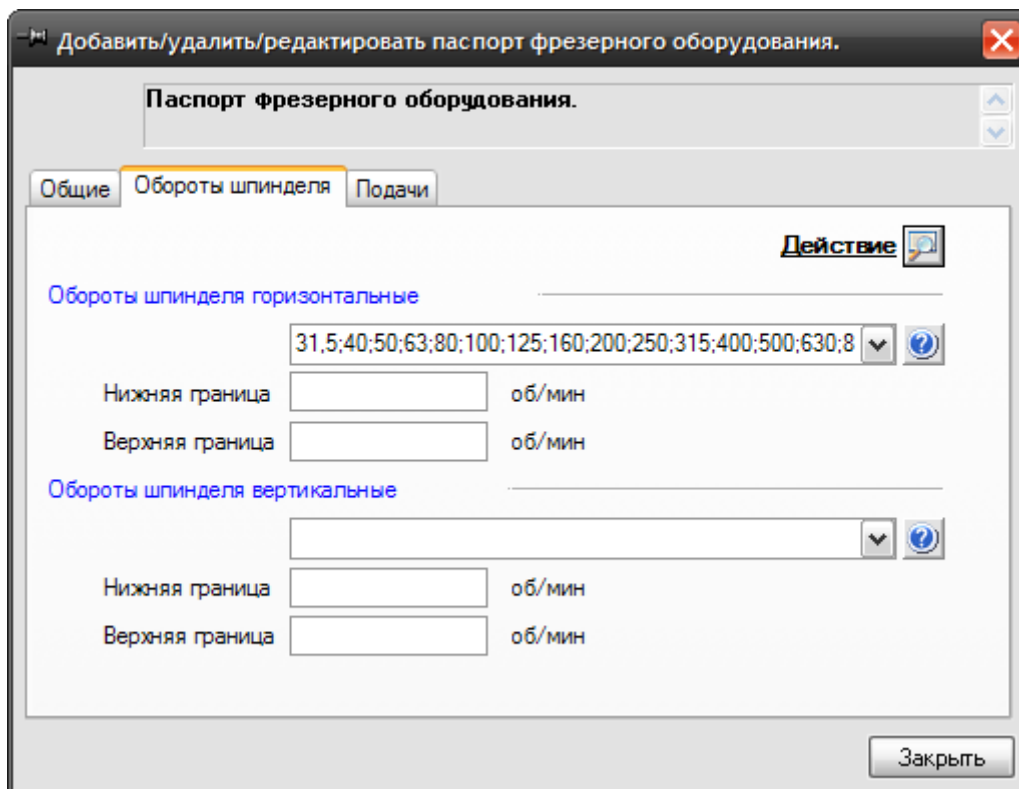 Добавить/удалить/редактировать паспорт фрезерного оборудования.
Паспорт фрезерного оборудования.
Общие Обороты шпинделя Подачи
Действие
Обороты шпинделя горизонтальные
31,5;40;50;63;80;100;125;160;200;250;315;400;500;630;8
Нижняя граница об/мин
Верхняя граница об/мин
Обороты шпинделя вертикальные
Нижняя граница об/мин
Верхняя граница об/мин
Закрыть